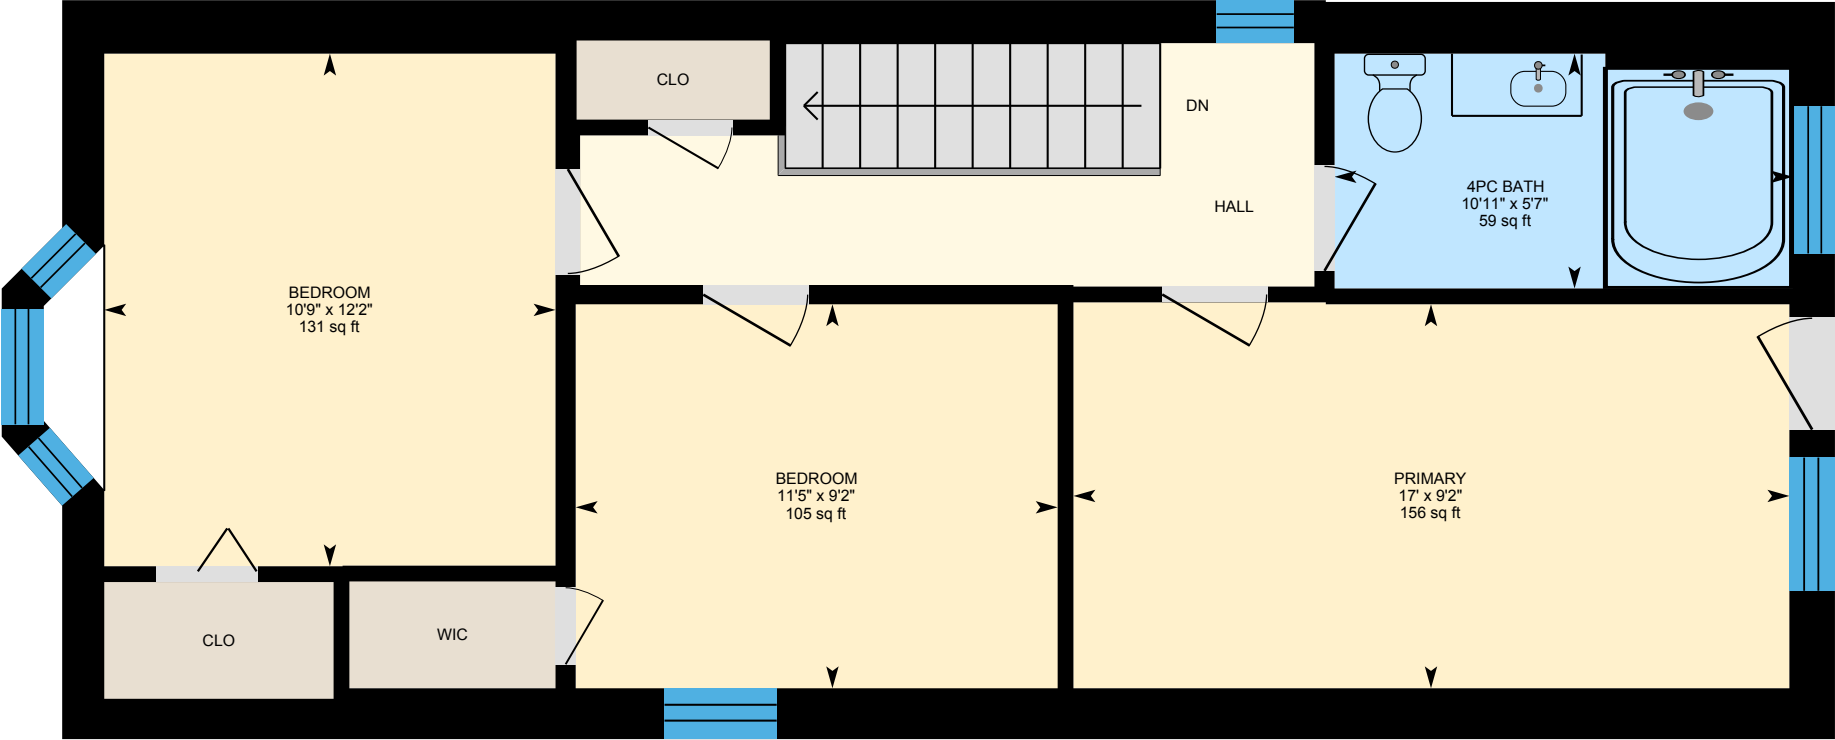 CLO
DN
HALL
4PC BATH
10'11" x 5'7"
59 sq ft
BEDROOM
10'9" x 12'2"
131 sq ft
BEDROOM
11'5" x 9'2"
105 sq ft
PRIMARY
17' x 9'2"
156 sq ft
CLO
WIC